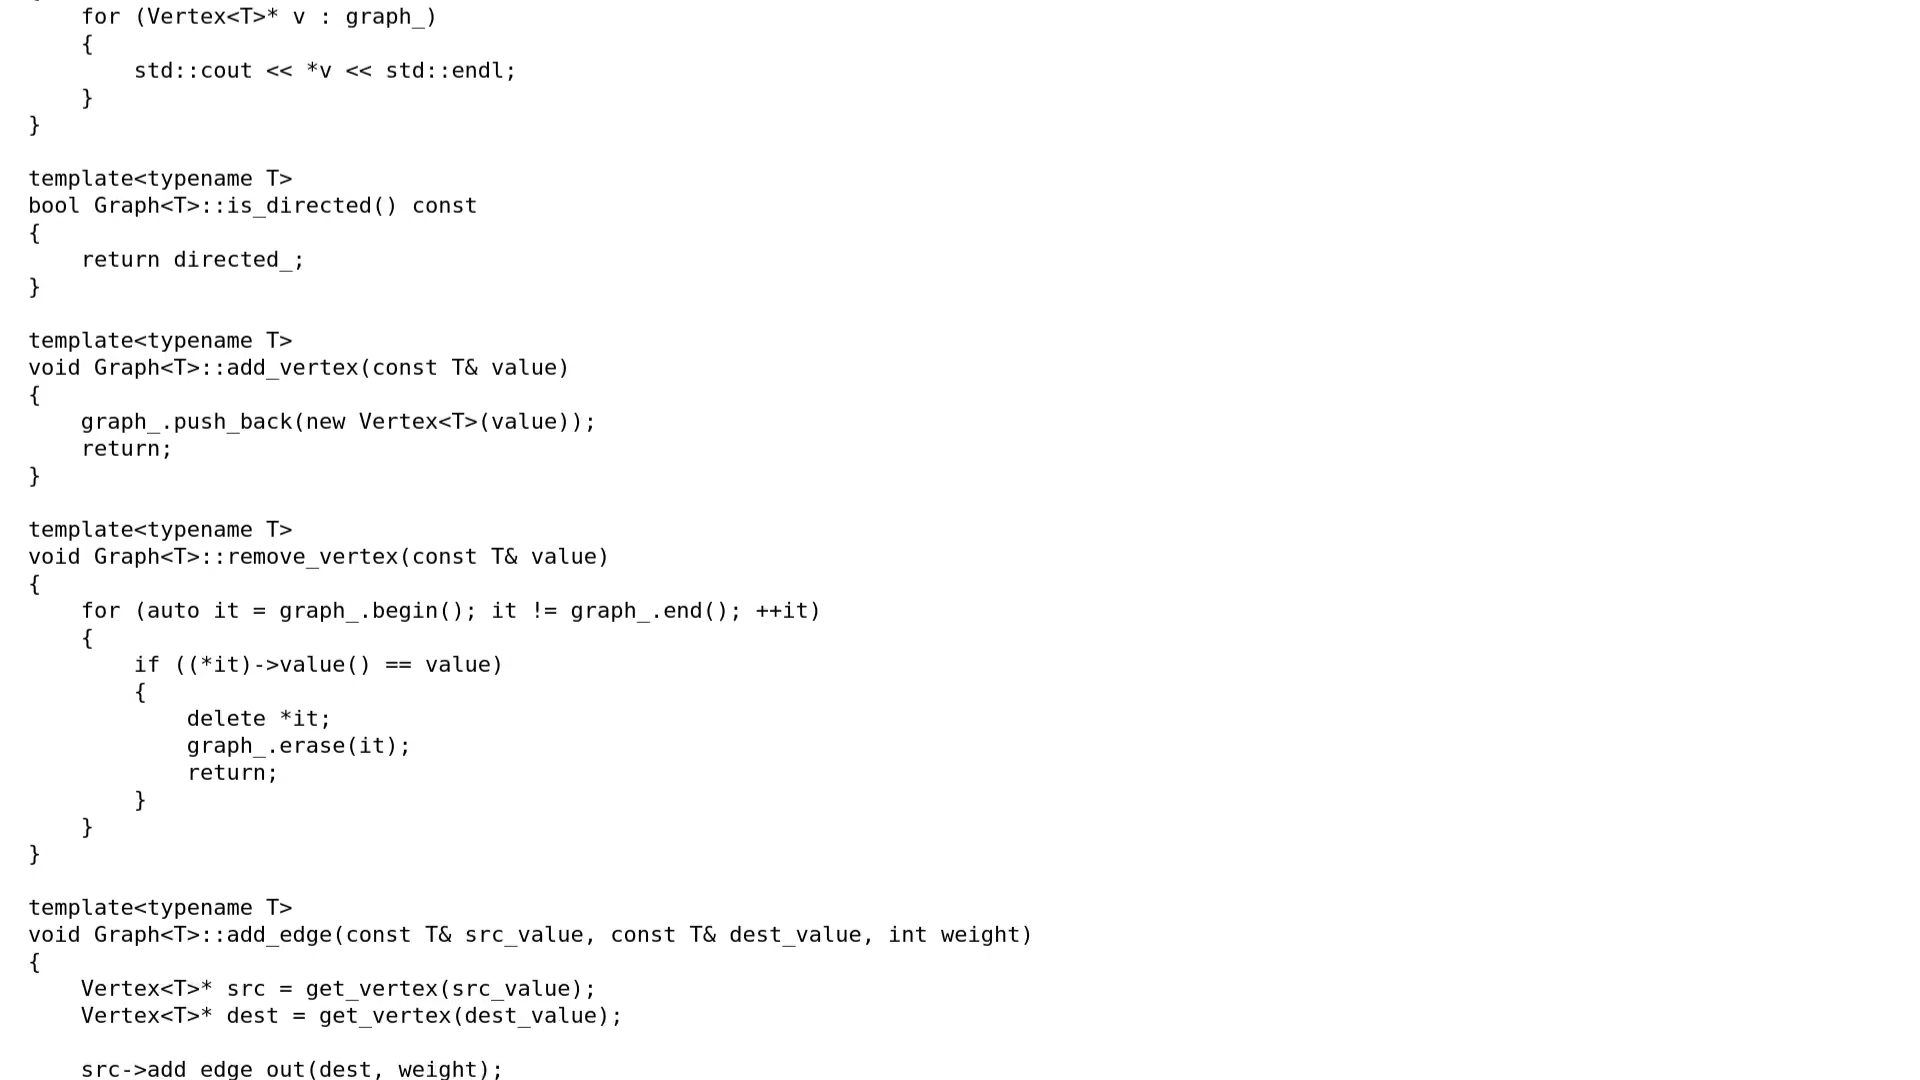 for (Vertex<T>* v : graph_)
    {
        std::cout << *v << std::endl;
    }
}

template<typename T>
bool Graph<T>::is_directed() const
{
    return directed_;
}

template<typename T>
void Graph<T>::add_vertex(const T& value)
{
    graph_.push_back(new Vertex<T>(value));
    return;
}

template<typename T>
void Graph<T>::remove_vertex(const T& value)
{
    for (auto it = graph_.begin(); it != graph_.end(); ++it)
    {
        if ((*it)->value() == value)
        {
            delete *it;
            graph_.erase(it);
            return;
        }
    }
}

template<typename T>
void Graph<T>::add_edge(const T& src_value, const T& dest_value, int weight)
{
    Vertex<T>* src = get_vertex(src_value);
    Vertex<T>* dest = get_vertex(dest_value);

    src->add_edge_out(dest, weight);